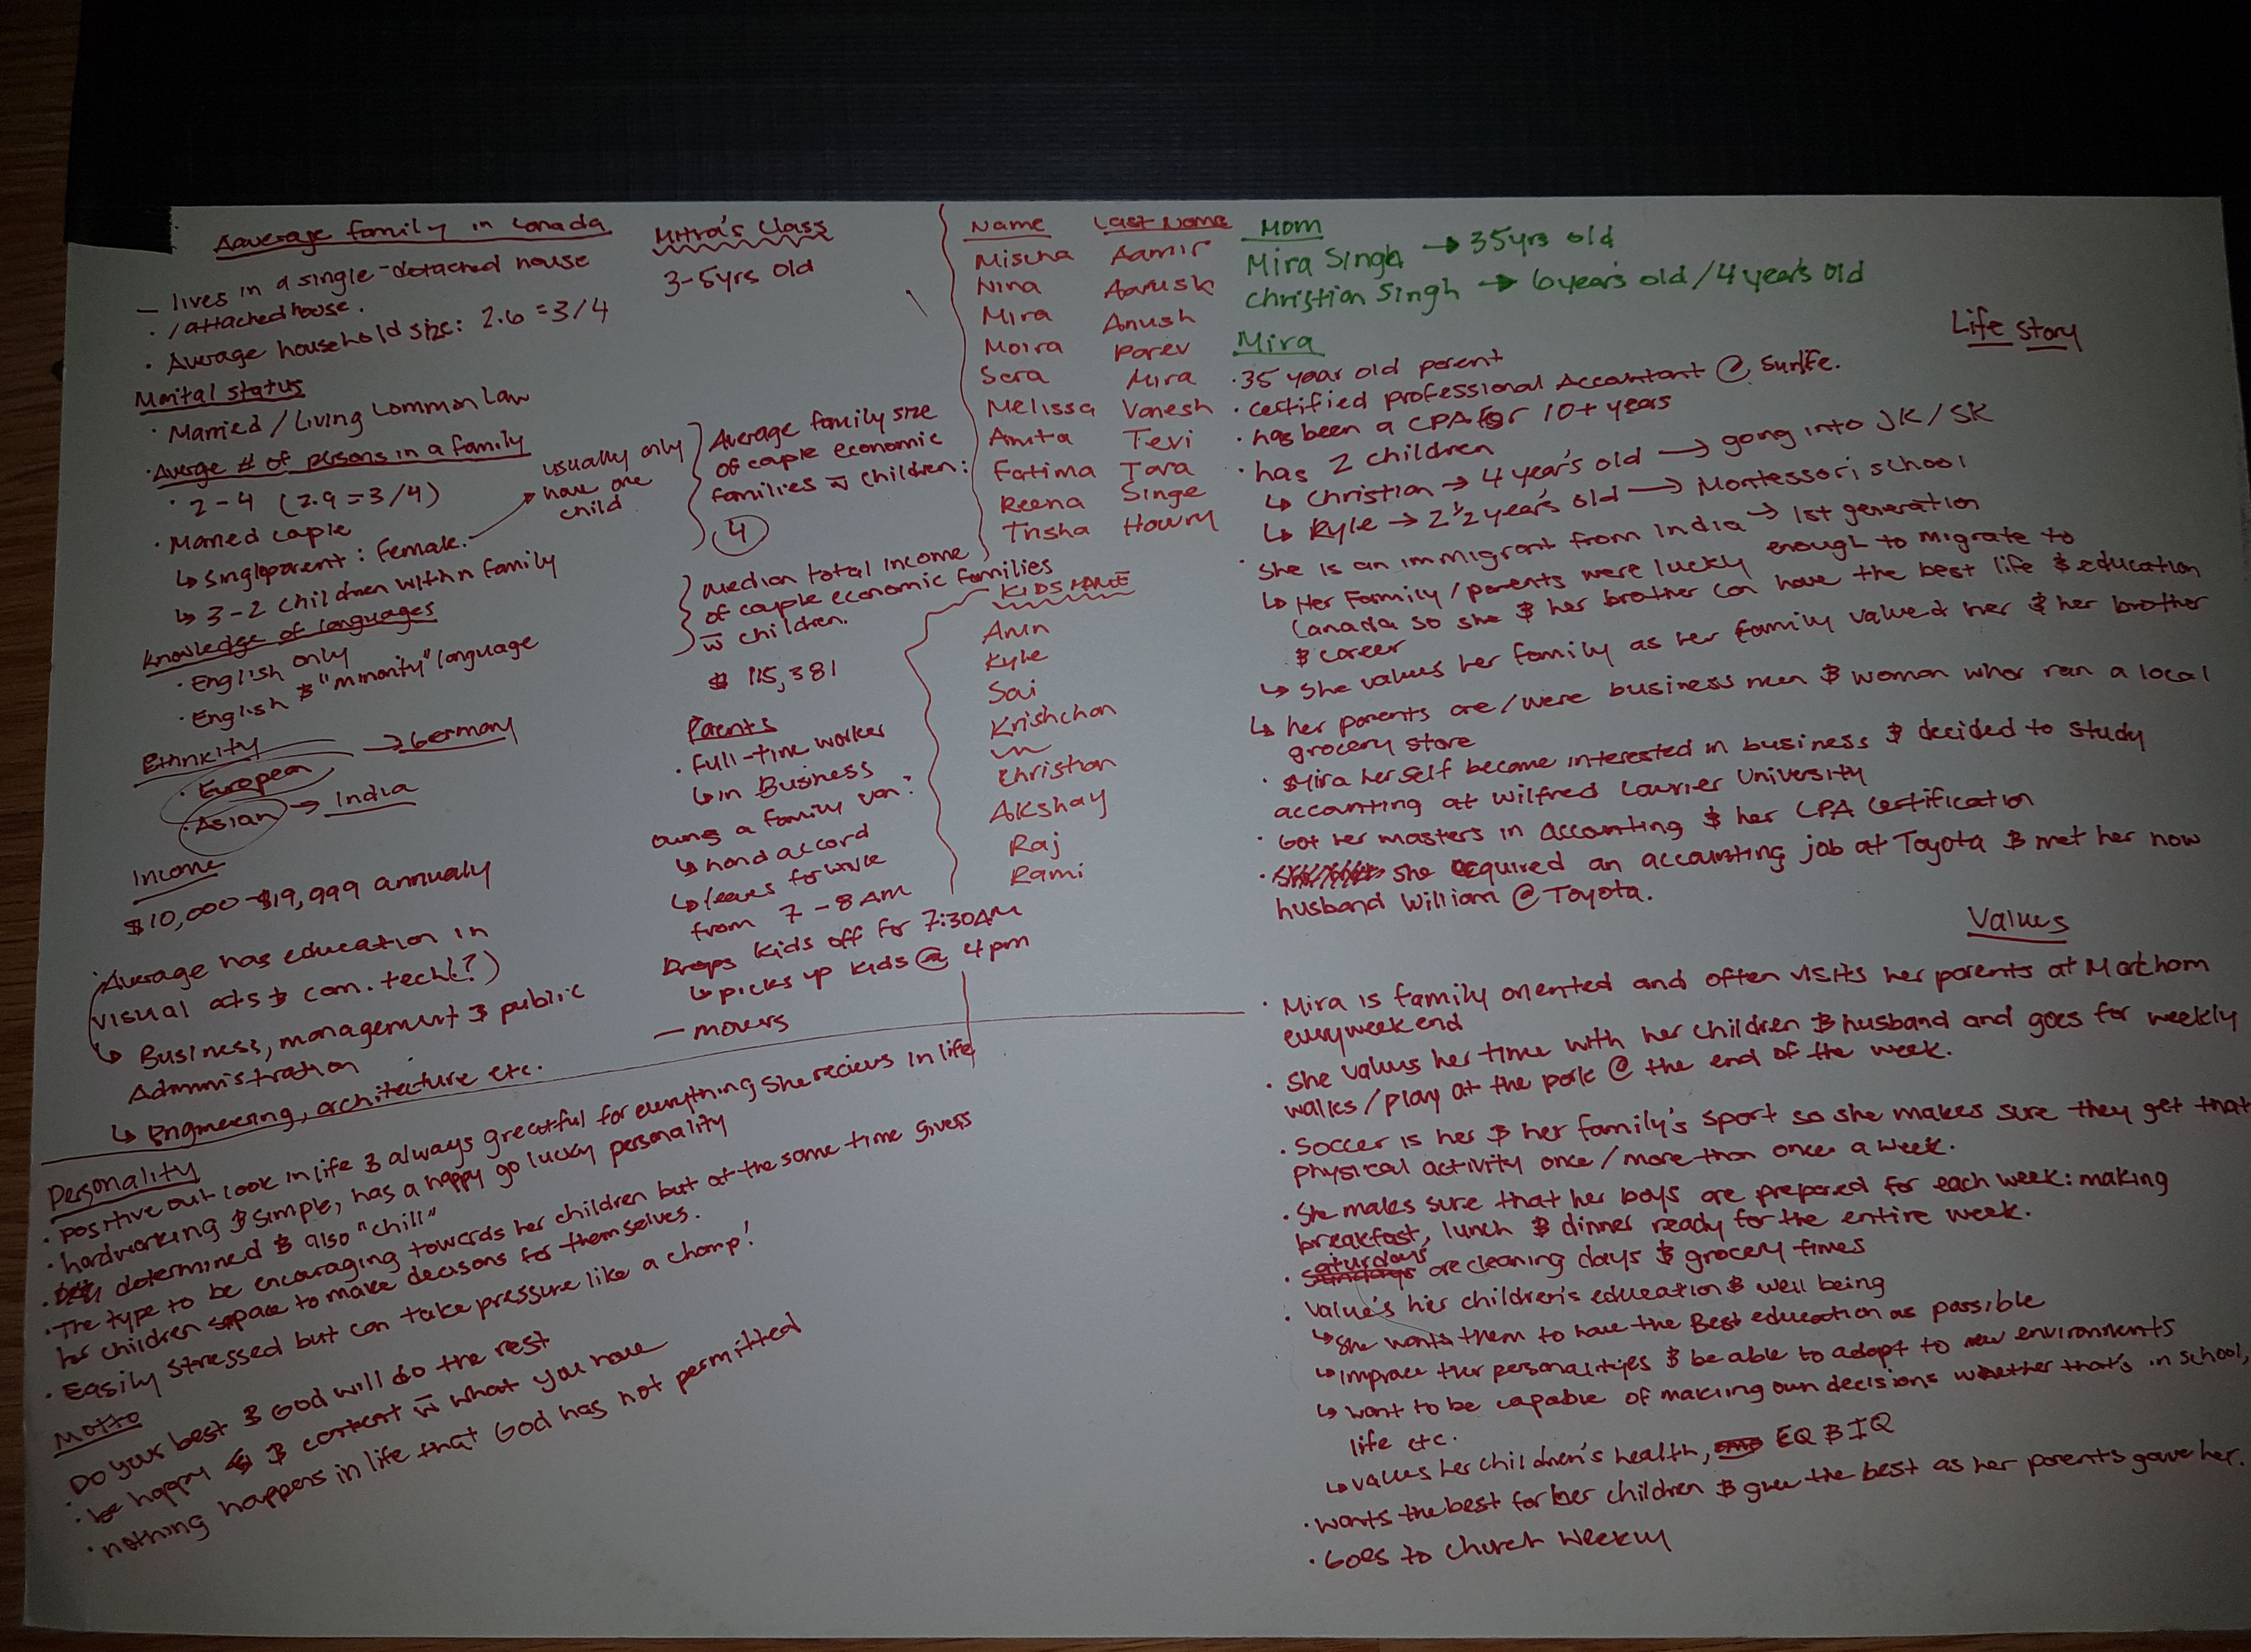 Aaverage family in Canada
— lives in a single-detached house
· /attached house.
· Average household size: 2.6 = 3/4
Marital status
· Married / Living Common Law
· Averge # of persons in a family
· 2-4 (2.9 = 3/4)
· Married couple
↳ Single parent : Female. → usually only
have one
child
↳ 3-2 children within family
Knowledge of languages
· English only
· English & "minority" language
Ethnicity
· European → Germany
· Asian → India
Income
$10,000-$19,999 annualy
· Average has education in
visual acts & com. tech(?)
↳ Business, management & public
Administration
↳ Engineering, architecture etc.
Mitra's Class
3-5yrs old
Average family size
of couple economic
families w̅ children:
4
median total income
of couple economic families
w̅ children.
$ 115,381
Parents
· full-time worker
↳ in Business
owns a family van:
↳ hond accord
↳ leaves for work
from 7-8AM
Drops kids off for 7:30AM
↳ picks up kids @ 4pm
— movers
Name Last Name
Mischa Aamir
Nina Aarusk
Mira Anush
Moira Parev
Sera Mira
Melissa Vanesh
Amita Tevi
Fatima Tara
Reena Singe
Trisha Howry
KIDS NAME
Arun
Kyle
Sai
Krishchan
Christian
Akshay
Raj
Rami
Personality
· positive out look in life & always greatful for everything she recievs in life
· hardworking & simple, has a happy go lucky personality
· determined & also "chill"
· The type to be encouraging towards her children but at the same time givers
her children space to make decisons for themselves.
· Easily stressed but can take pressure like a champ!
Motto
· Do your best & God will do the rest
· be happy & content w̅ what you have
· nothing happens in life that God has not permitted
Mom
Mira Singh → 35yrs old
Christian Singh → 6 year's old / 4 year's old
Mira
Life story
· 35 year old parent
· certified professional Accountant @ Sunlife.
· has been a CPA for 10+ years
· has 2 children
↳ Christian → 4 year's old → going into JK/SK
↳ Kyle → 2½ year's old → Montessori school
· She is an immigrant from India → 1st generation
↳ Her Family / parents were lucky enough to migrate to
Canada so she & her brother can have the best life & education
& career
↳ She values her family as her family valued her & her brother
↳ her parents are/were business men & woman whor ran a local
grocery store
· Mira herself became interested in business & decided to study
accounting at Wilfred Laurier University
· Got her masters in accounting & her CPA certification
· She acquired an accounting job at Toyota & met her now
husband William @ Toyota.
Values
· Mira is family oriented and often visits her parents at Markham
every weekend
· She values her time with her children & husband and goes for weekly
walks / play at the park @ the end of the week.
· Soccer is her & her family's sport so she makes sure they get that
physical activity once / more than once a week.
· She makes sure that her boys are prepared for each week: making
breakfast, lunch & dinner ready for the entire week.
· Saturdays are cleaning days & grocery times
· Value's her children's education & well being
↳ She wants them to have the Best education as possible
↳ improve their personalities & be able to adapt to new environments
↳ want to be capable of making own decisions whether that's in school,
life etc.
↳ values her children's health, EQ & IQ
· wants the best for her children & give the best as her parents gave her.
· Goes to church weekly